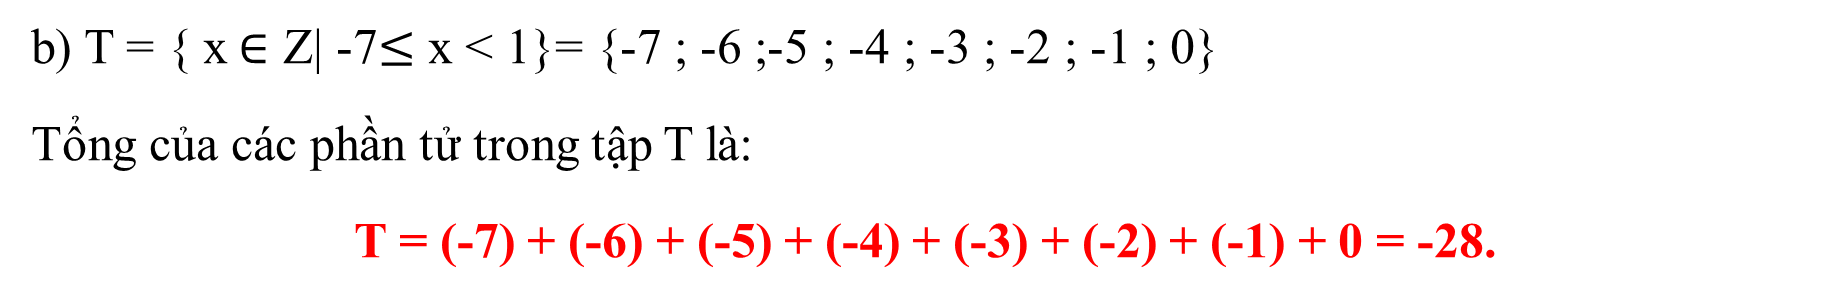 b) T = { x ∈ Z| -7≤ x < 1}= {-7 ; -6 ;-5 ; -4 ; -3 ; -2 ; -1 ; 0}
Tổng của các phần tử trong tập T là:
T = (-7) + (-6) + (-5) + (-4) + (-3) + (-2) + (-1) + 0 = -28.